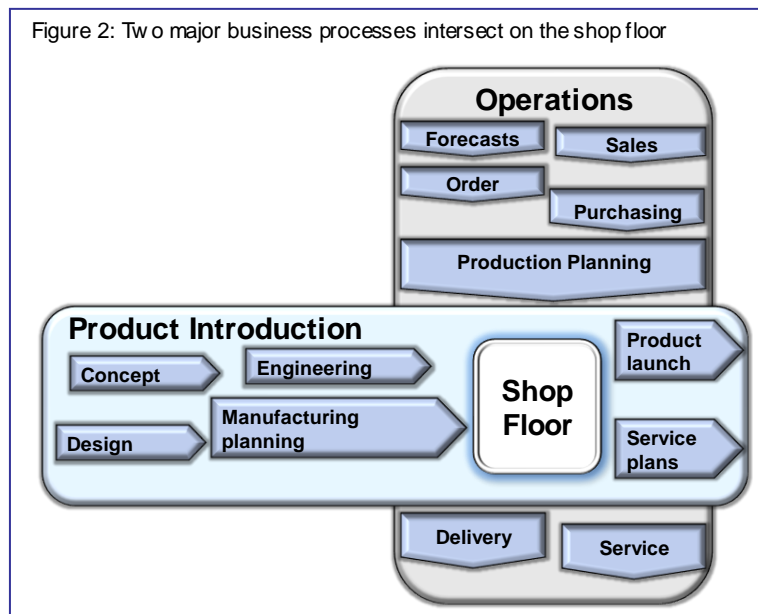 Figure 2: Two major business processes intersect on the shop floor
Operations
Forecasts
Sales
Order
Purchasing
Production Planning
Product Introduction
Concept
Engineering
Design
Manufacturing
planning
Shop
Floor
Product
launch
Service
plans
Delivery
Service